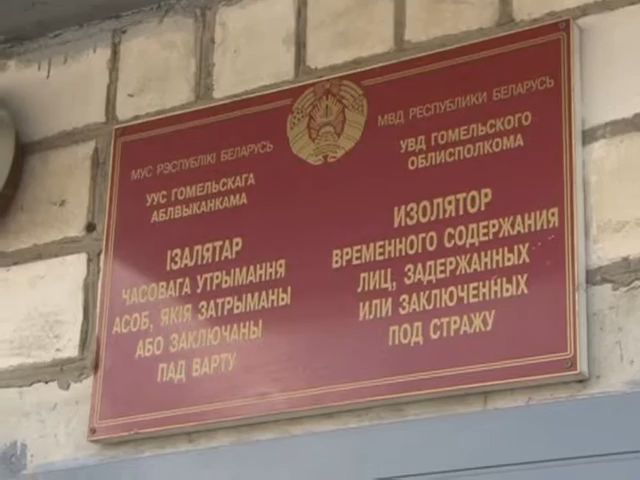 МУС РЭСПУБЛІКІ БЕЛАРУСЬ
УУС ГОМЕЛЬСКАГА
АБЛВЫКАНКАМА
ІЗАЛЯТАР
ЧАСОВАГА УТРЫМАННЯ
АСОБ, ЯКІЯ ЗАТРЫМАНЫ
АБО ЗАКЛЮЧАНЫ
ПАД ВАРТУ
МВД РЕСПУБЛИКИ БЕЛАРУСЬ
УВД ГОМЕЛЬСКОГО
ОБЛИСПОЛКОМА
ИЗОЛЯТОР
ВРЕМЕННОГО СОДЕРЖАНИЯ
ЛИЦ, ЗАДЕРЖАННЫХ
ИЛИ ЗАКЛЮЧЕННЫХ
ПОД СТРАЖУ